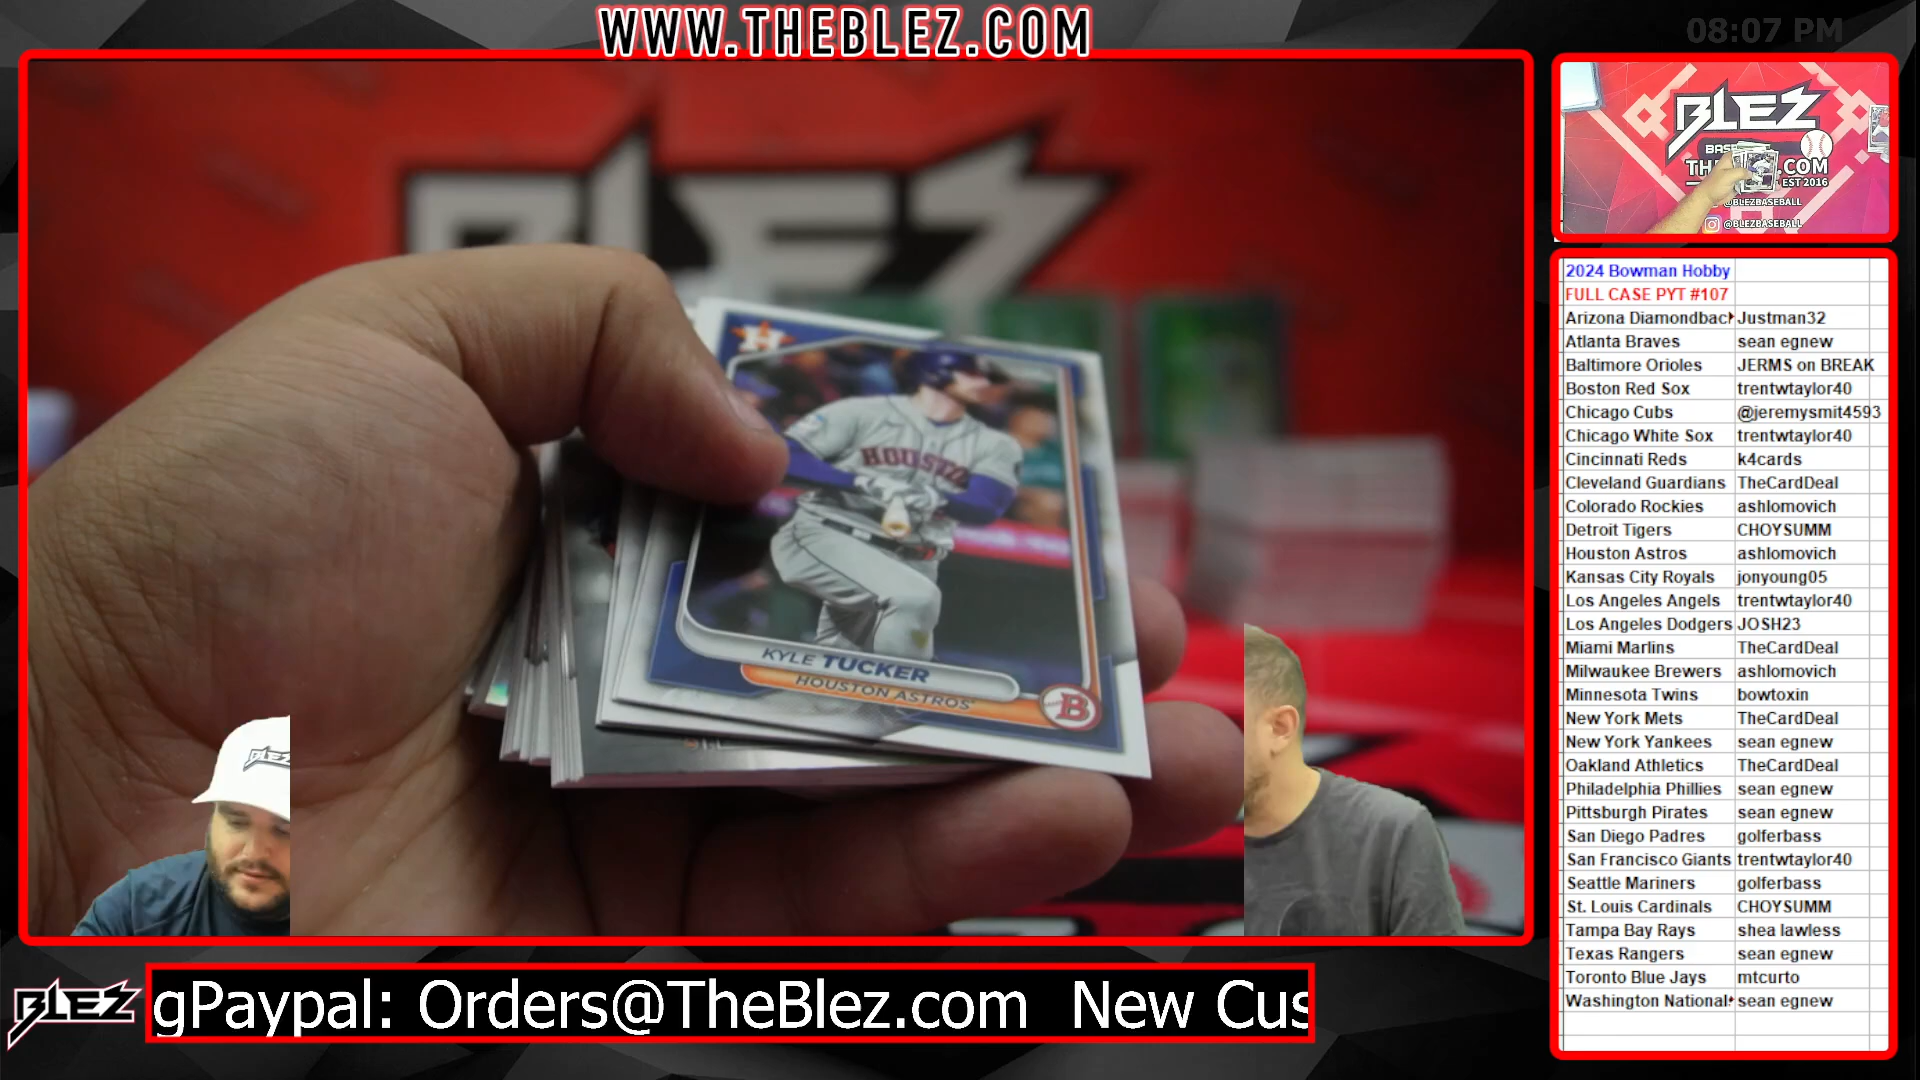 WWW.THEBLEZ.COM
08:07 PM
BLEZ
HOUSTON
KYLE TUCKER
HOUSTON ASTROS
B
BLEZ
.COM
EST 2016
@BLEZBASEBALL
@BLEZBASEBALL
2024 Bowman Hobby
FULL CASE PYT #107
Arizona Diamondback Justman32
Atlanta Braves sean egnew
Baltimore Orioles JERMS on BREAK
Boston Red Sox trentwtaylor40
Chicago Cubs @jeremysmit4593
Chicago White Sox trentwtaylor40
Cincinnati Reds k4cards
Cleveland Guardians TheCardDeal
Colorado Rockies ashlomovich
Detroit Tigers CHOYSUMM
Houston Astros ashlomovich
Kansas City Royals jonyoung05
Los Angeles Angels trentwtaylor40
Los Angeles Dodgers JOSH23
Miami Marlins TheCardDeal
Milwaukee Brewers ashlomovich
Minnesota Twins bowtoxin
New York Mets TheCardDeal
New York Yankees sean egnew
Oakland Athletics TheCardDeal
Philadelphia Phillies sean egnew
Pittsburgh Pirates sean egnew
San Diego Padres golferbass
San Francisco Giants trentwtaylor40
Seattle Mariners golferbass
St. Louis Cardinals CHOYSUMM
Tampa Bay Rays shea lawless
Texas Rangers sean egnew
Toronto Blue Jays mtcurto
Washington National sean egnew
BLEZ
BLEZ
gPaypal: Orders@TheBlez.com New Cus